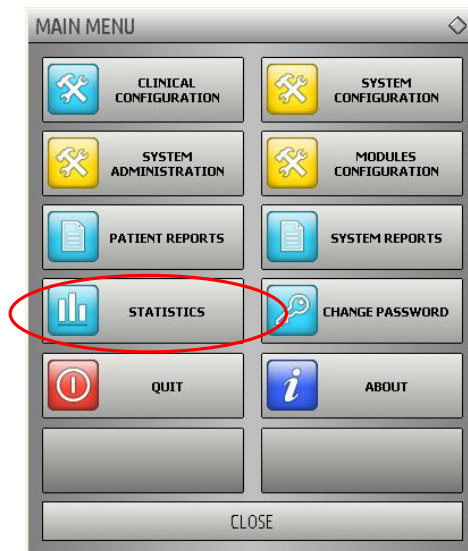 MAIN MENU
CLINICAL
CONFIGURATION
SYSTEM
CONFIGURATION
SYSTEM
ADMINISTRATION
MODULES
CONFIGURATION
PATIENT REPORTS
SYSTEM REPORTS
STATISTICS
CHANGE PASSWORD
QUIT
i
ABOUT
CLOSE